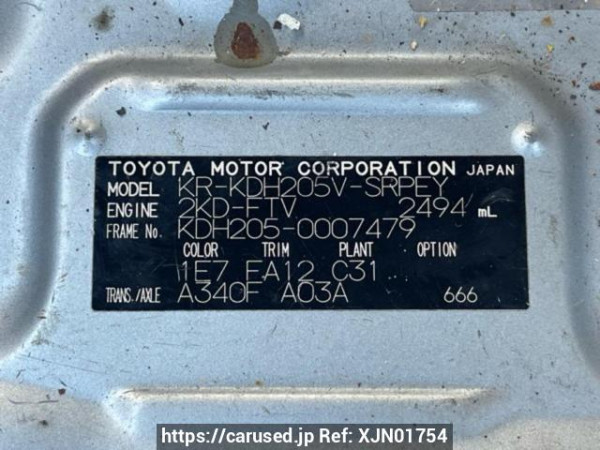 TOYOTA MOTOR CORPORATION JAPAN
MODEL KR-KDH205V-SRPEY
ENGINE 2KD-FTV 2494 mL
FRAME No. KDH205-0007479
COLOR TRIM PLANT OPTION
1E7 FA12 C31
TRANS./AXLE A340F A03A 666
https://carused.jp Ref: XJN01754